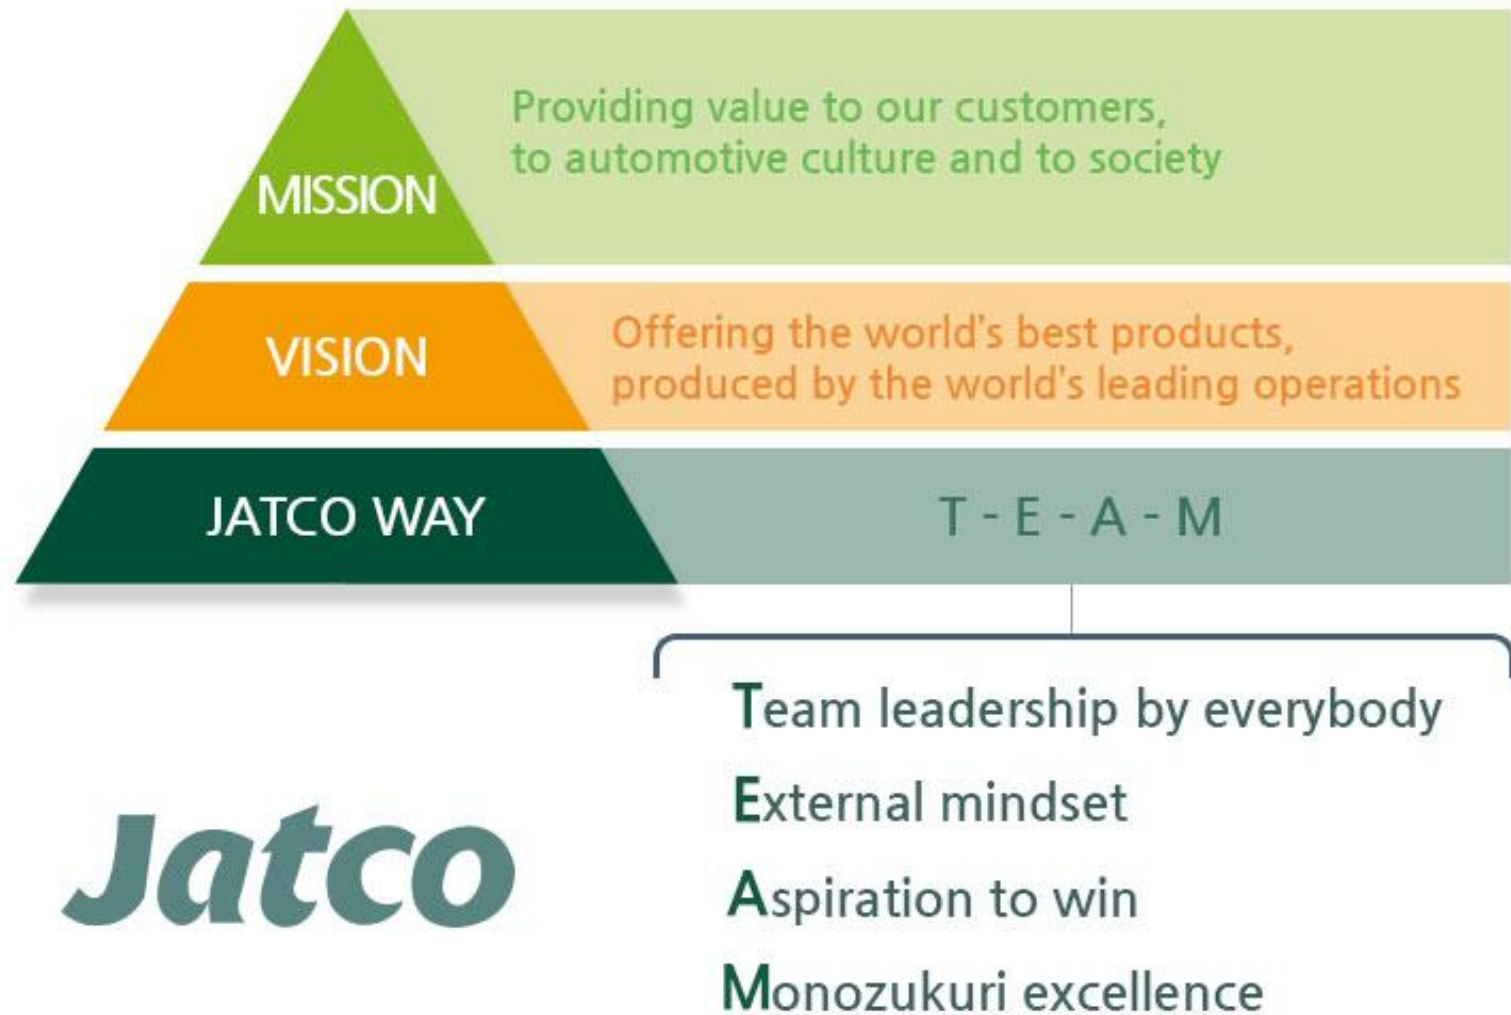 MISSION
Providing value to our customers,
to automotive culture and to society
VISION
Offering the world's best products,
produced by the world's leading operations
JATCO WAY
T - E - A - M
Team leadership by everybody
External mindset
Aspiration to win
Monozukuri excellence
Jatco